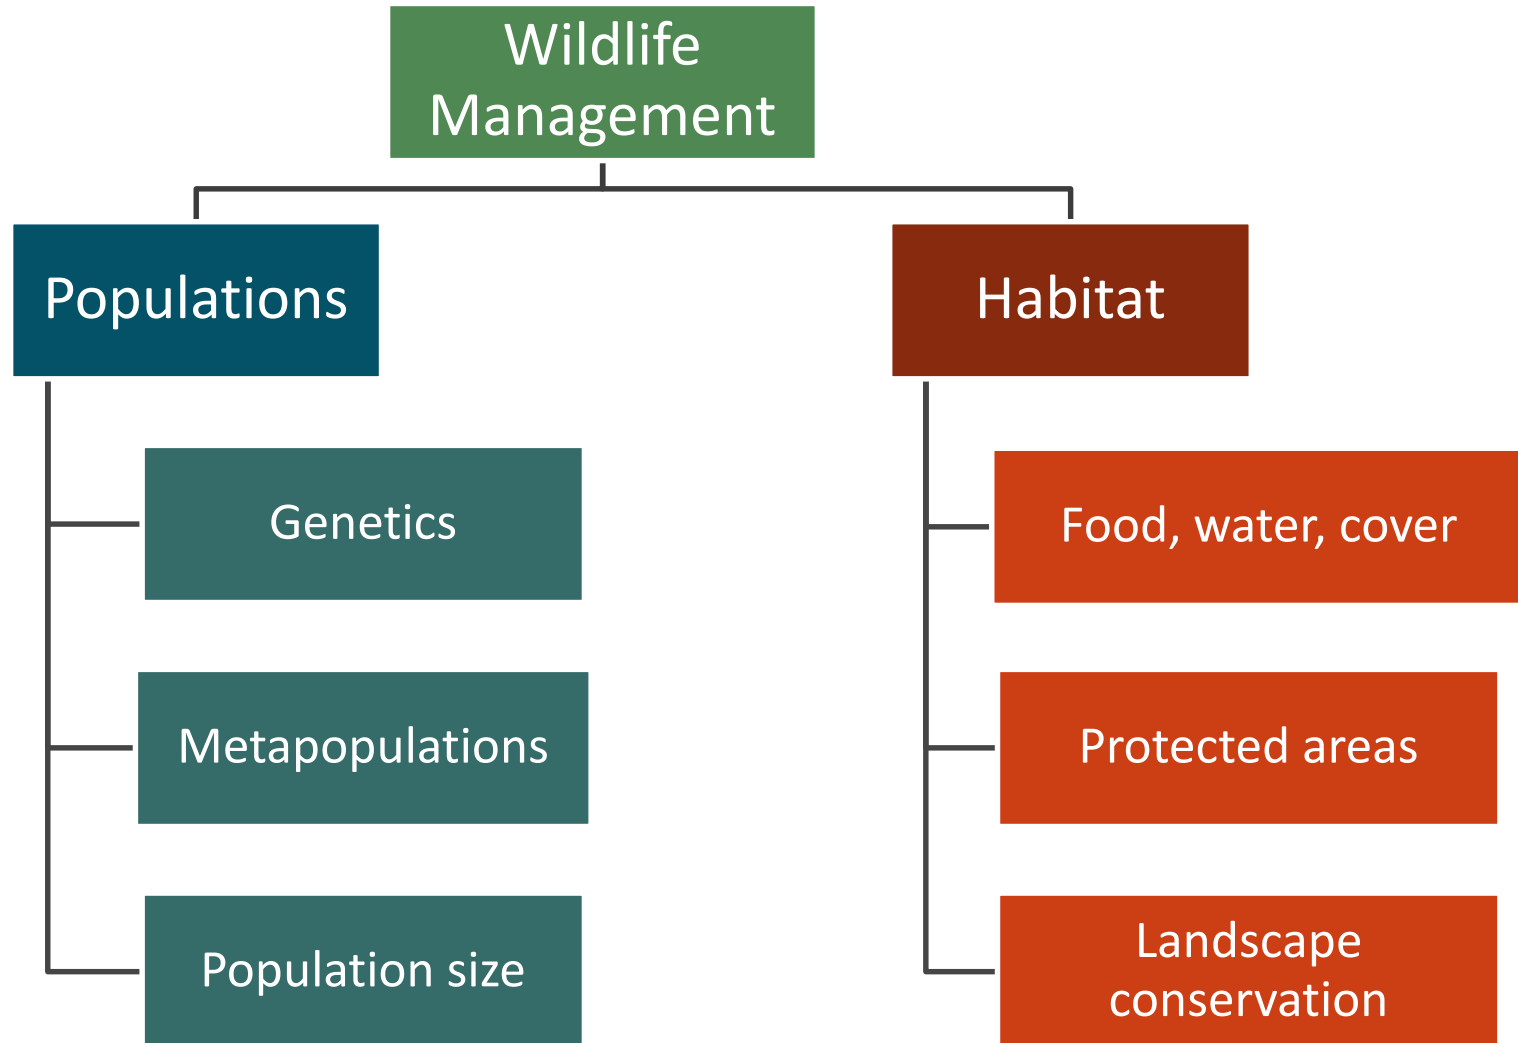 Wildlife
Management
Populations
Habitat
Genetics
Food, water, cover
Metapopulations
Protected areas
Population size
Landscape
conservation